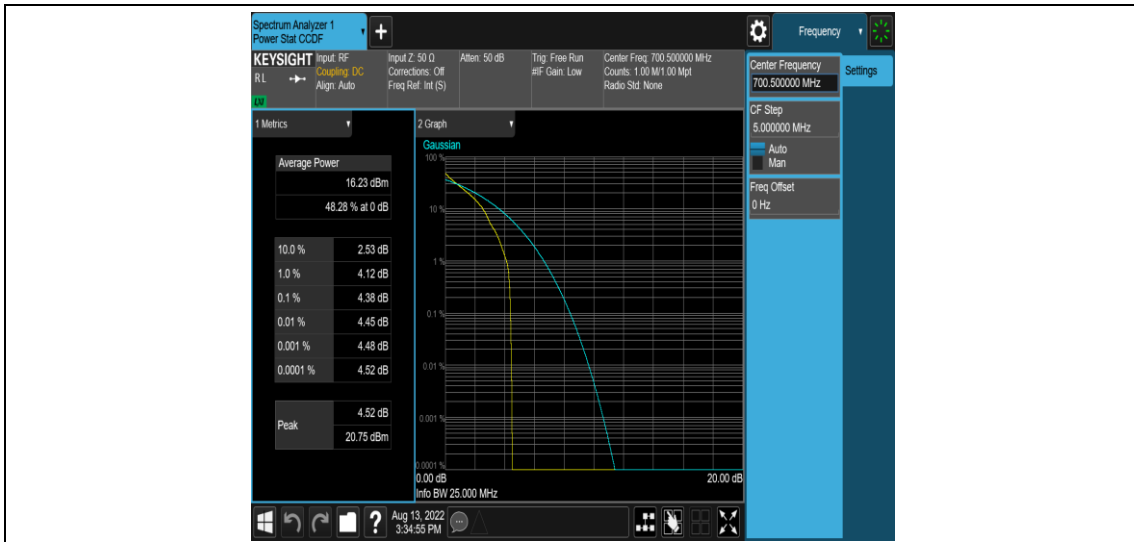 Spectrum Analyzer 1
Power Stat CCDF
Frequency
KEYSIGHT
RL
Input: RF
Coupling: DC
Align: Auto
Input Z: 50 Ω
Corrections: Off
Freq Ref: Int (S)
Atten: 50 dB
Trig: Free Run
#IF Gain: Low
Center Freq: 700.500000 MHz
Counts: 1.00 M/1.00 Mpt
Radio Std: None
Center Frequency
700.500000 MHz
Settings
CF Step
5.000000 MHz
Auto
Man
Freq Offset
0 Hz
1 Metrics
Average Power
16.23 dBm
48.28 % at 0 dB
10.0 % 2.53 dB
1.0 % 4.12 dB
0.1 % 4.38 dB
0.01 % 4.45 dB
0.001 % 4.48 dB
0.0001 % 4.52 dB
Peak
4.52 dB
20.75 dBm
2 Graph
Gaussian
100 %
10 %
1 %
0.1 %
0.01 %
0.001 %
0.0001 %
0.00 dB 20.00 dB
Info BW 25.000 MHz
?
Aug 13, 2022
3:34:55 PM